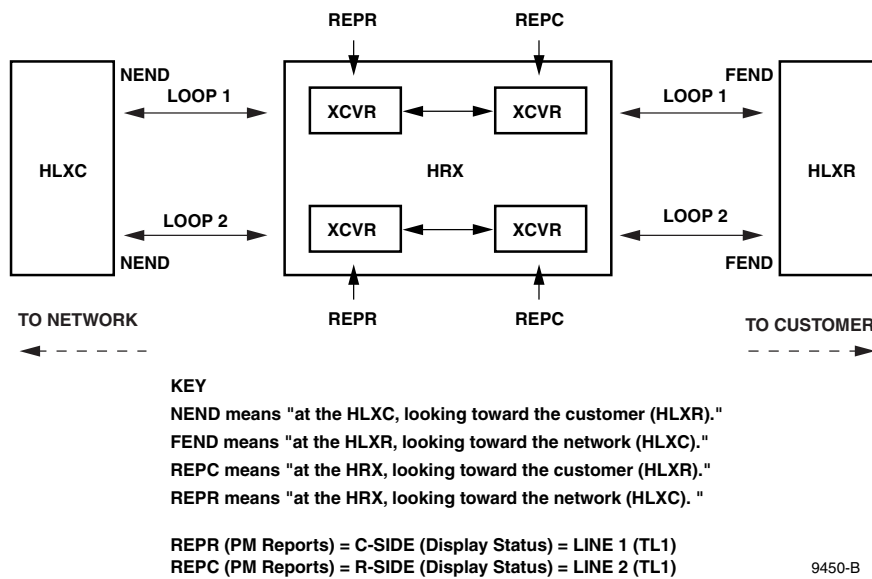 REPR REPC
NEND FEND
LOOP 1 LOOP 1
XCVR XCVR
HLXC HRX HLXR
LOOP 2 XCVR XCVR LOOP 2
NEND FEND
REPR REPC
TO NETWORK TO CUSTOMER
KEY
NEND means "at the HLXC, looking toward the customer (HLXR)."
FEND means "at the HLXR, looking toward the network (HLXC)."
REPC means "at the HRX, looking toward the customer (HLXR)."
REPR means "at the HRX, looking toward the network (HLXC). "
REPR (PM Reports) = C-SIDE (Display Status) = LINE 1 (TL1)
REPC (PM Reports) = R-SIDE (Display Status) = LINE 2 (TL1)
9450-B